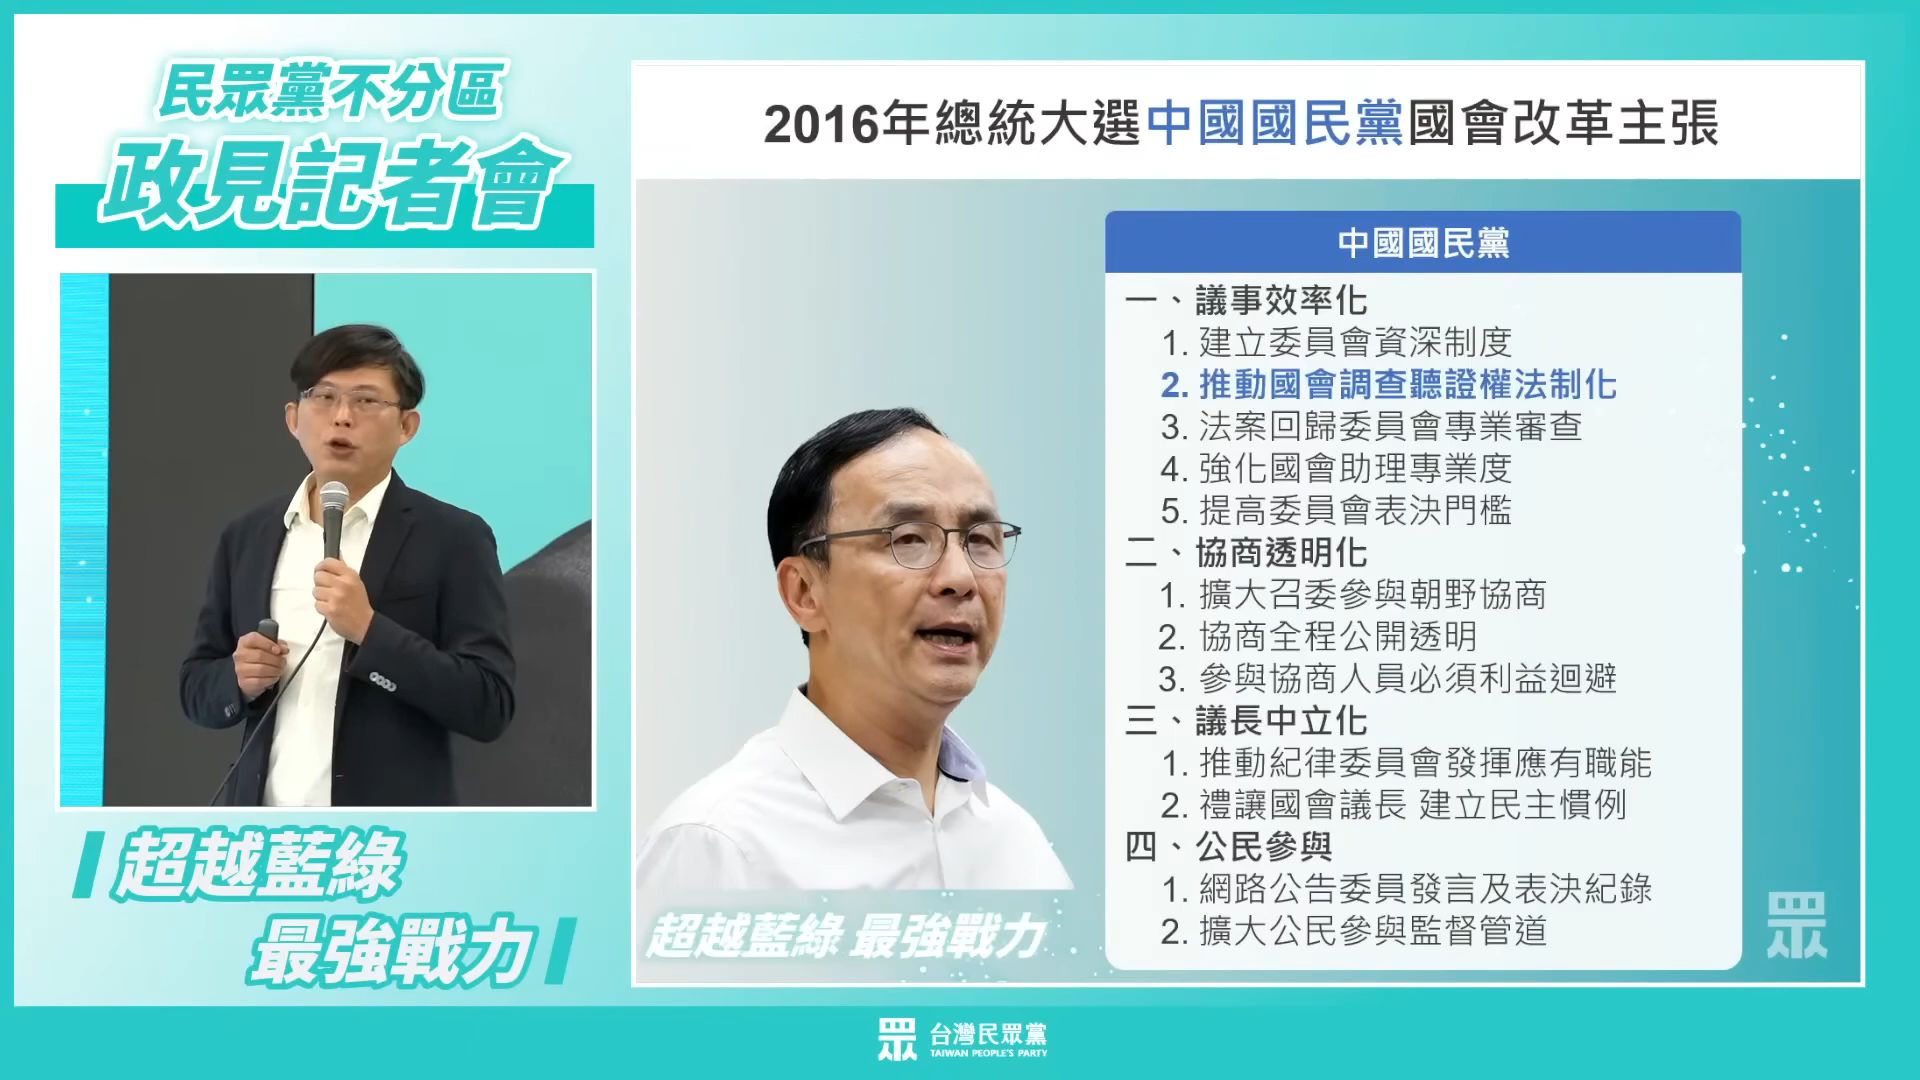 民眾黨不分區
政見記者會
超越藍綠
最強戰力
2016年總統大選中國國民黨國會改革主張
中國國民黨
一、議事效率化
1. 建立委員會資深制度
2. 推動國會調查聽證權法制化
3. 法案回歸委員會專業審查
4. 強化國會助理專業度
5. 提高委員會表決門檻
二、協商透明化
1. 擴大召委參與朝野協商
2. 協商全程公開透明
3. 參與協商人員必須利益迴避
三、議長中立化
1. 推動紀律委員會發揮應有職能
2. 禮讓國會議長 建立民主慣例
四、公民參與
1. 網路公告委員發言及表決紀錄
2. 擴大公民參與監督管道
超越藍綠 最強戰力
眾
眾 台灣民眾黨
TAIWAN PEOPLE'S PARTY